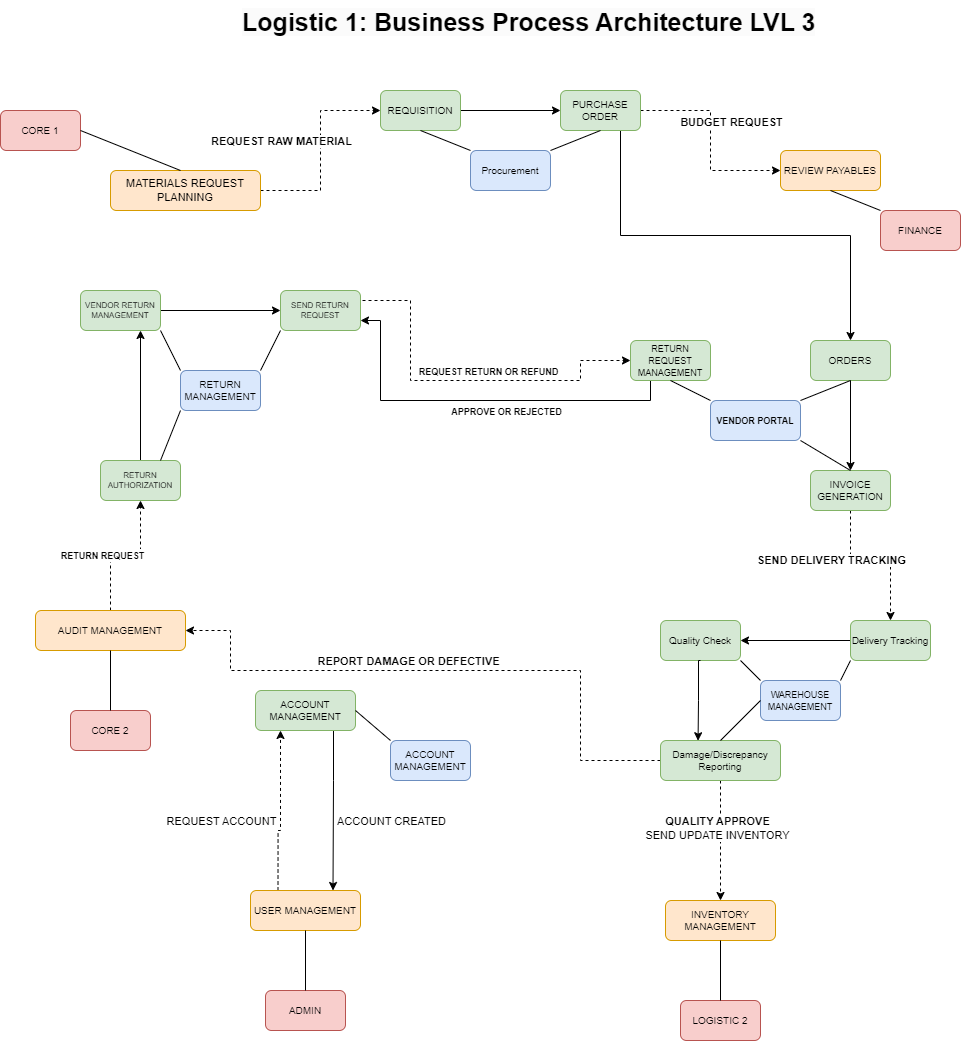 Logistic 1: Business Process Architecture LVL 3
CORE 1
REQUEST RAW MATERIAL
REQUISITION
PURCHASE
ORDER
BUDGET REQUEST
MATERIALS REQUEST
PLANNING
Procurement
REVIEW PAYABLES
FINANCE
VENDOR RETURN
MANAGEMENT
SEND RETURN
REQUEST
RETURN
MANAGEMENT
REQUEST RETURN OR REFUND
APPROVE OR REJECTED
RETURN
REQUEST
MANAGEMENT
ORDERS
VENDOR PORTAL
RETURN
AUTHORIZATION
INVOICE
GENERATION
RETURN REQUEST
SEND DELIVERY TRACKING
AUDIT MANAGEMENT
Quality Check
Delivery Tracking
REPORT DAMAGE OR DEFECTIVE
WAREHOUSE
MANAGEMENT
CORE 2
ACCOUNT
MANAGEMENT
ACCOUNT
MANAGEMENT
Damage/Discrepancy
Reporting
REQUEST ACCOUNT
ACCOUNT CREATED
QUALITY APPROVE
SEND UPDATE INVENTORY
USER MANAGEMENT
INVENTORY
MANAGEMENT
ADMIN
LOGISTIC 2